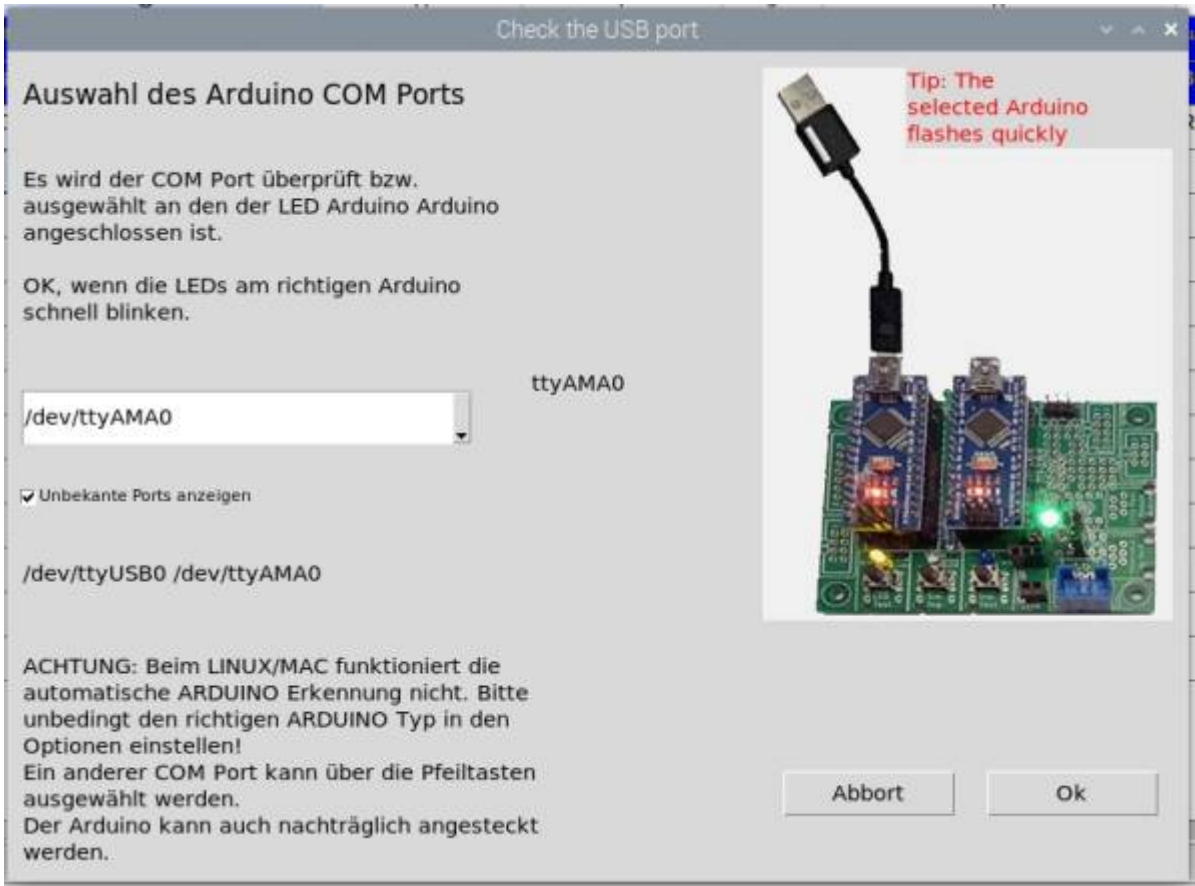 Check the USB port
Auswahl des Arduino COM Ports
Tip: The
selected Arduino
flashes quickly
Es wird der COM Port überprüft bzw.
ausgewählt an den der LED Arduino Arduino
angeschlossen ist.
OK, wenn die LEDs am richtigen Arduino
schnell blinken.
ttyAMA0
/dev/ttyAMA0
Unbekante Ports anzeigen
/dev/ttyUSB0 /dev/ttyAMA0
ACHTUNG: Beim LINUX/MAC funktioniert die
automatische ARDUINO Erkennung nicht. Bitte
unbedingt den richtigen ARDUINO Typ in den
Optionen einstellen!
Ein anderer COM Port kann über die Pfeiltasten
ausgewählt werden.
Der Arduino kann auch nachträglich angesteckt
werden.
Abbort
Ok